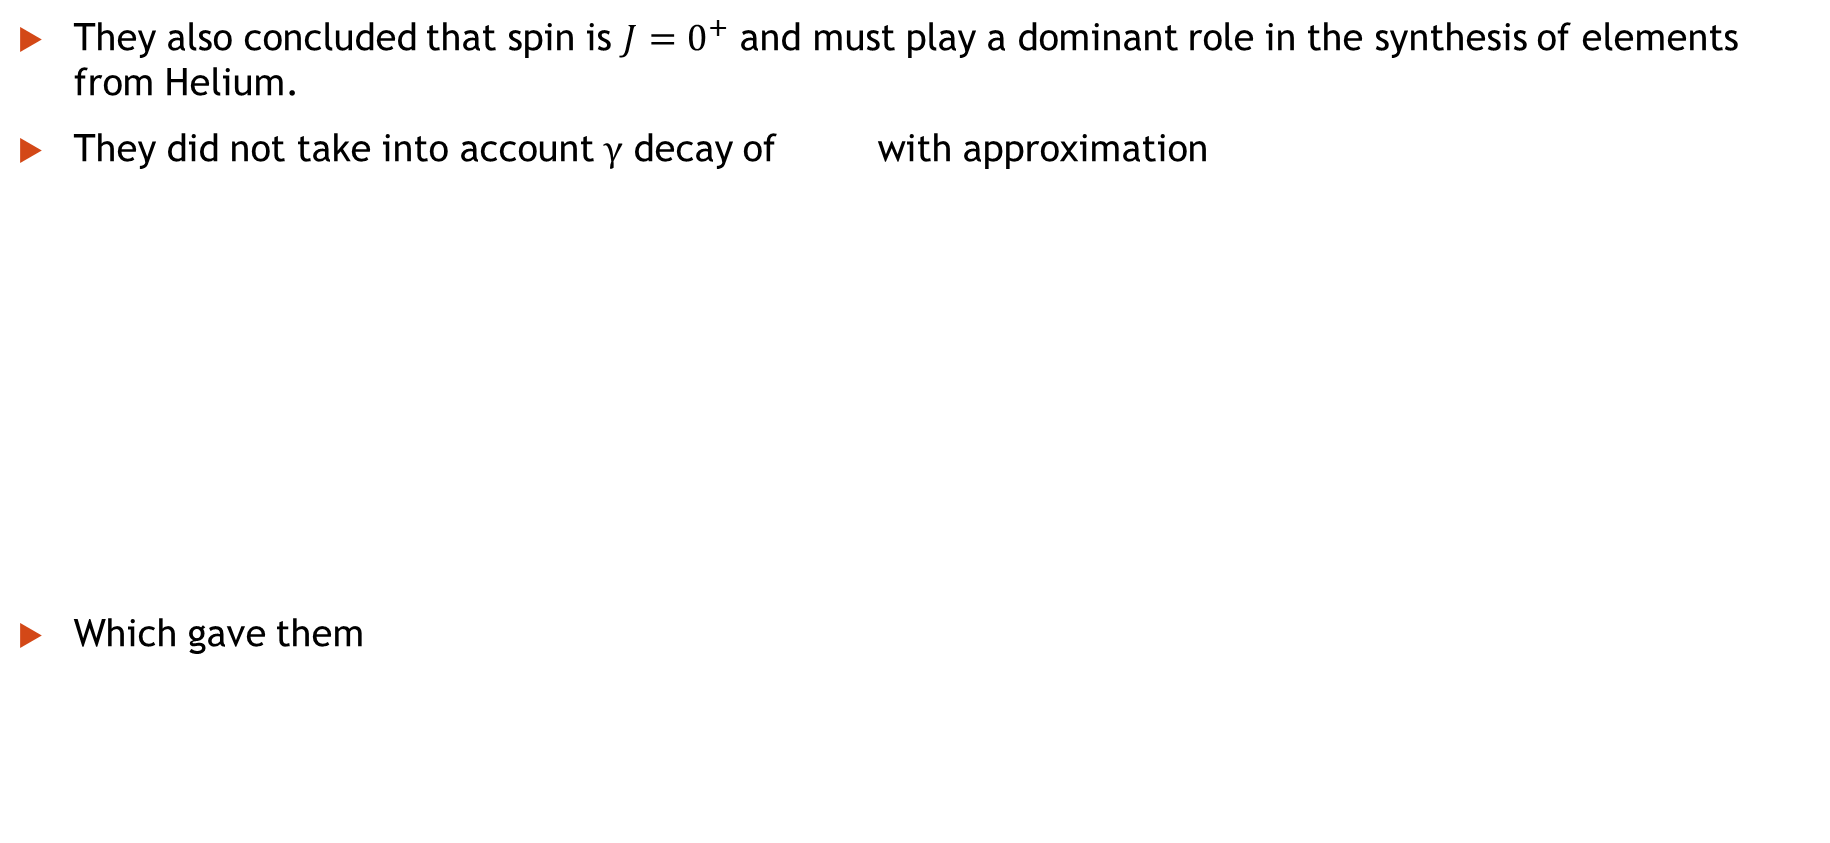 They also concluded that spin is J = 0⁺ and must play a dominant role in the synthesis of elements
from Helium.
They did not take into account γ decay of with approximation
Which gave them